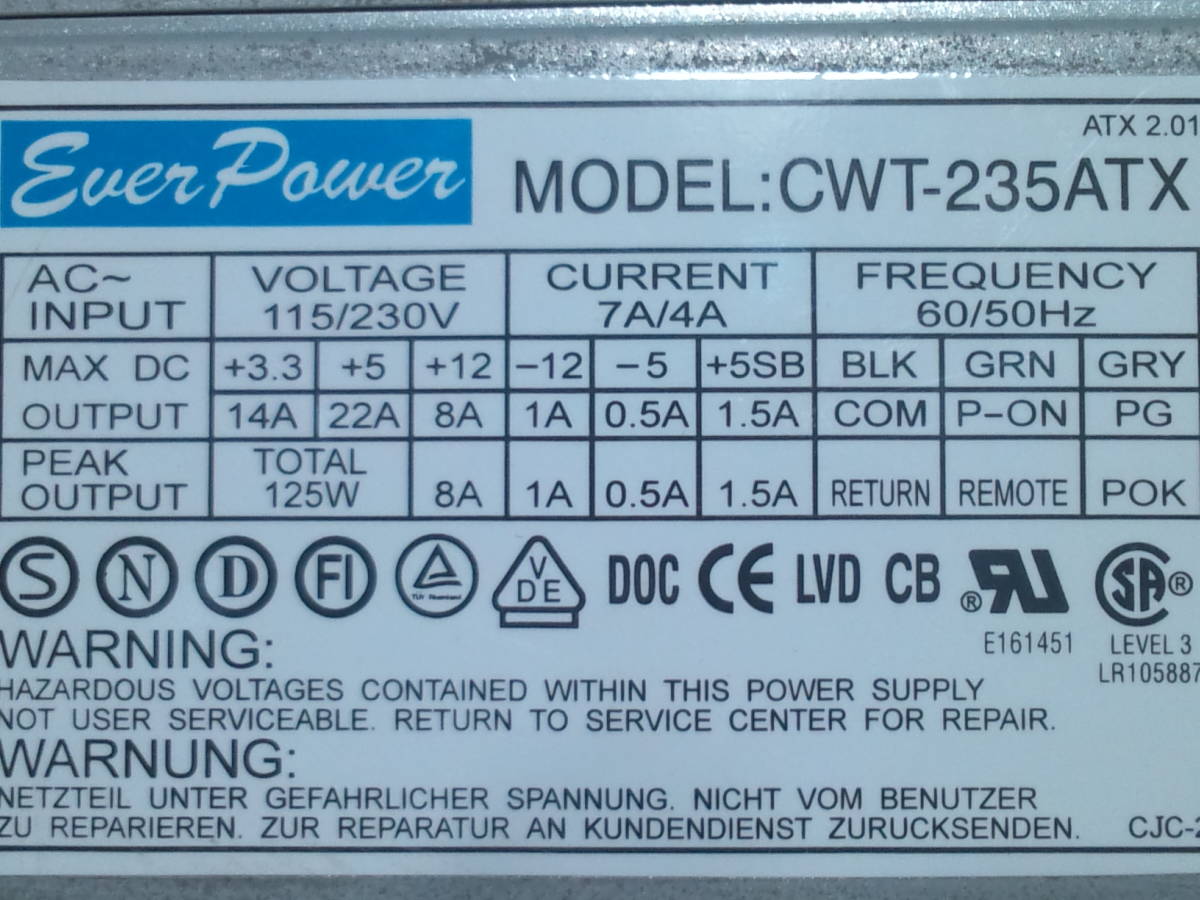 ATX 2.01
Ever Power
MODEL:CWT-235ATX
AC~ INPUT VOLTAGE 115/230V CURRENT 7A/4A FREQUENCY 60/50Hz
MAX DC +3.3 +5 +12 -12 -5 +5SB BLK GRN GRY
OUTPUT 14A 22A 8A 1A 0.5A 1.5A COM P-ON PG
PEAK OUTPUT TOTAL 125W 8A 1A 0.5A 1.5A RETURN REMOTE POK
S N D FI TÜV Rheinland VDE DOC CE LVD CB ® UR SA ®
E161451 LEVEL 3
LR105887
WARNING:
HAZARDOUS VOLTAGES CONTAINED WITHIN THIS POWER SUPPLY
NOT USER SERVICEABLE. RETURN TO SERVICE CENTER FOR REPAIR.
WARNUNG:
NETZTEIL UNTER GEFAHRLICHER SPANNUNG. NICHT VOM BENUTZER
ZU REPARIEREN. ZUR REPARATUR AN KUNDENDIENST ZURUCKSENDEN.
CJC-2